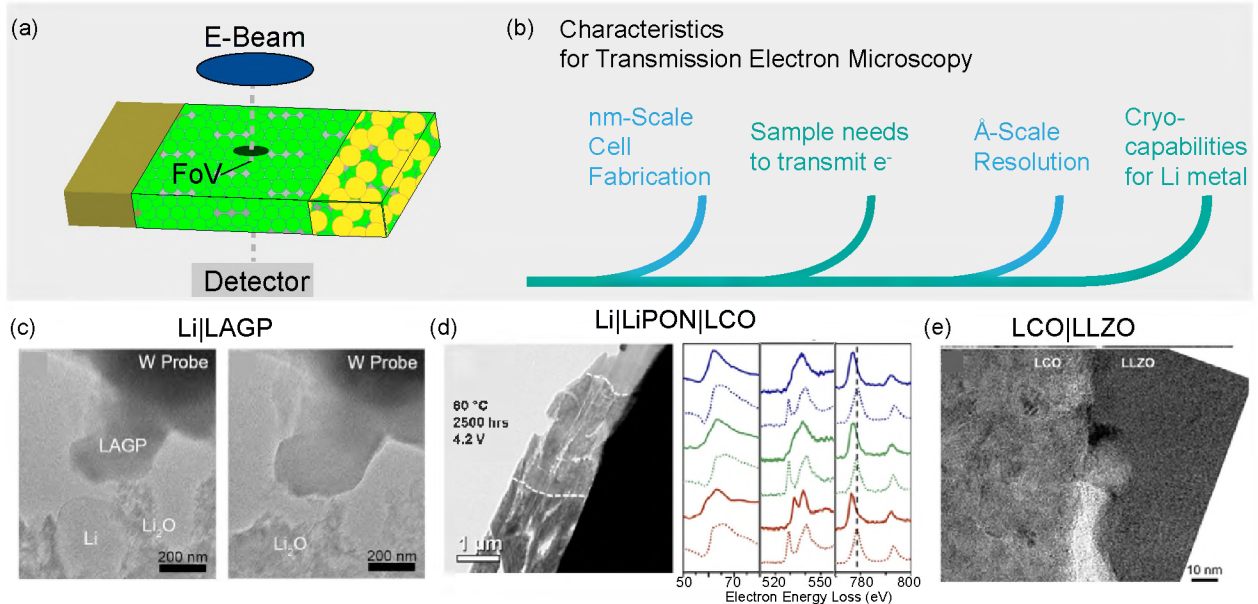 (a)
E-Beam
FoV
Detector
(b)
Characteristics
for Transmission Electron Microscopy
nm-Scale
Cell
Fabrication
Sample needs
to transmit e⁻
Å-Scale
Resolution
Cryo-
capabilities
for Li metal
(c)
Li|LAGP
W Probe
LAGP
Li
Li₂O
200 nm
W Probe
Li₂O
200 nm
(d)
Li|LiPON|LCO
80 °C
2500 hrs
4.2 V
1 μm
50 70 520 550 780 800
Electron Energy Loss (eV)
(e)
LCO|LLZO
LCO
LLZO
10 nm